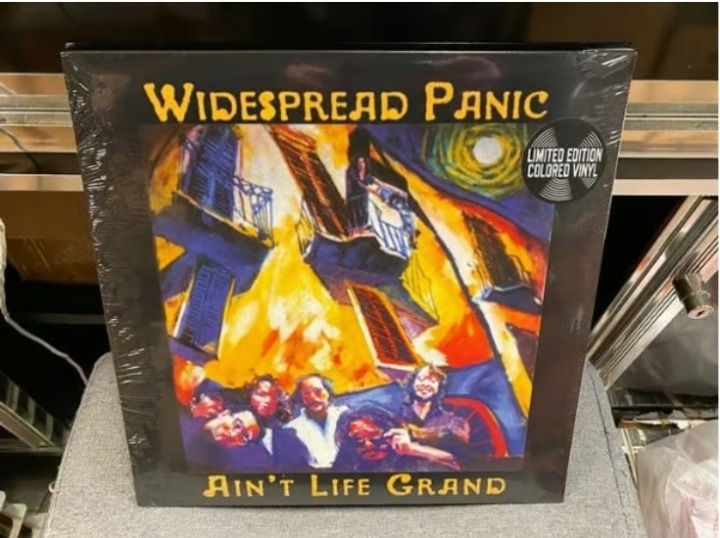 WIDESPREAD PANIC
LIMITED EDITION
COLORED VINYL
AIN'T LIFE GRAND